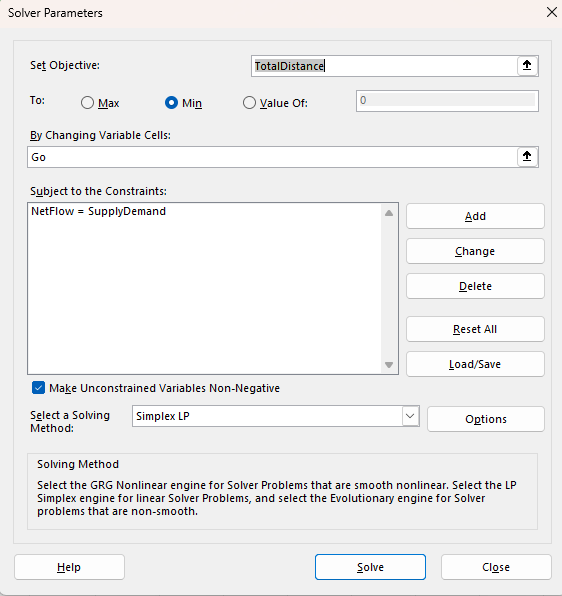 Solver Parameters
Set Objective:
TotalDistance
To:
Max
Min
Value Of:
0
By Changing Variable Cells:
Go
Subject to the Constraints:
NetFlow = SupplyDemand
Add
Change
Delete
Reset All
Load/Save
Make Unconstrained Variables Non-Negative
Select a Solving
Method:
Simplex LP
Options
Solving Method
Select the GRG Nonlinear engine for Solver Problems that are smooth nonlinear. Select the LP
Simplex engine for linear Solver Problems, and select the Evolutionary engine for Solver
problems that are non-smooth.
Help
Solve
Close